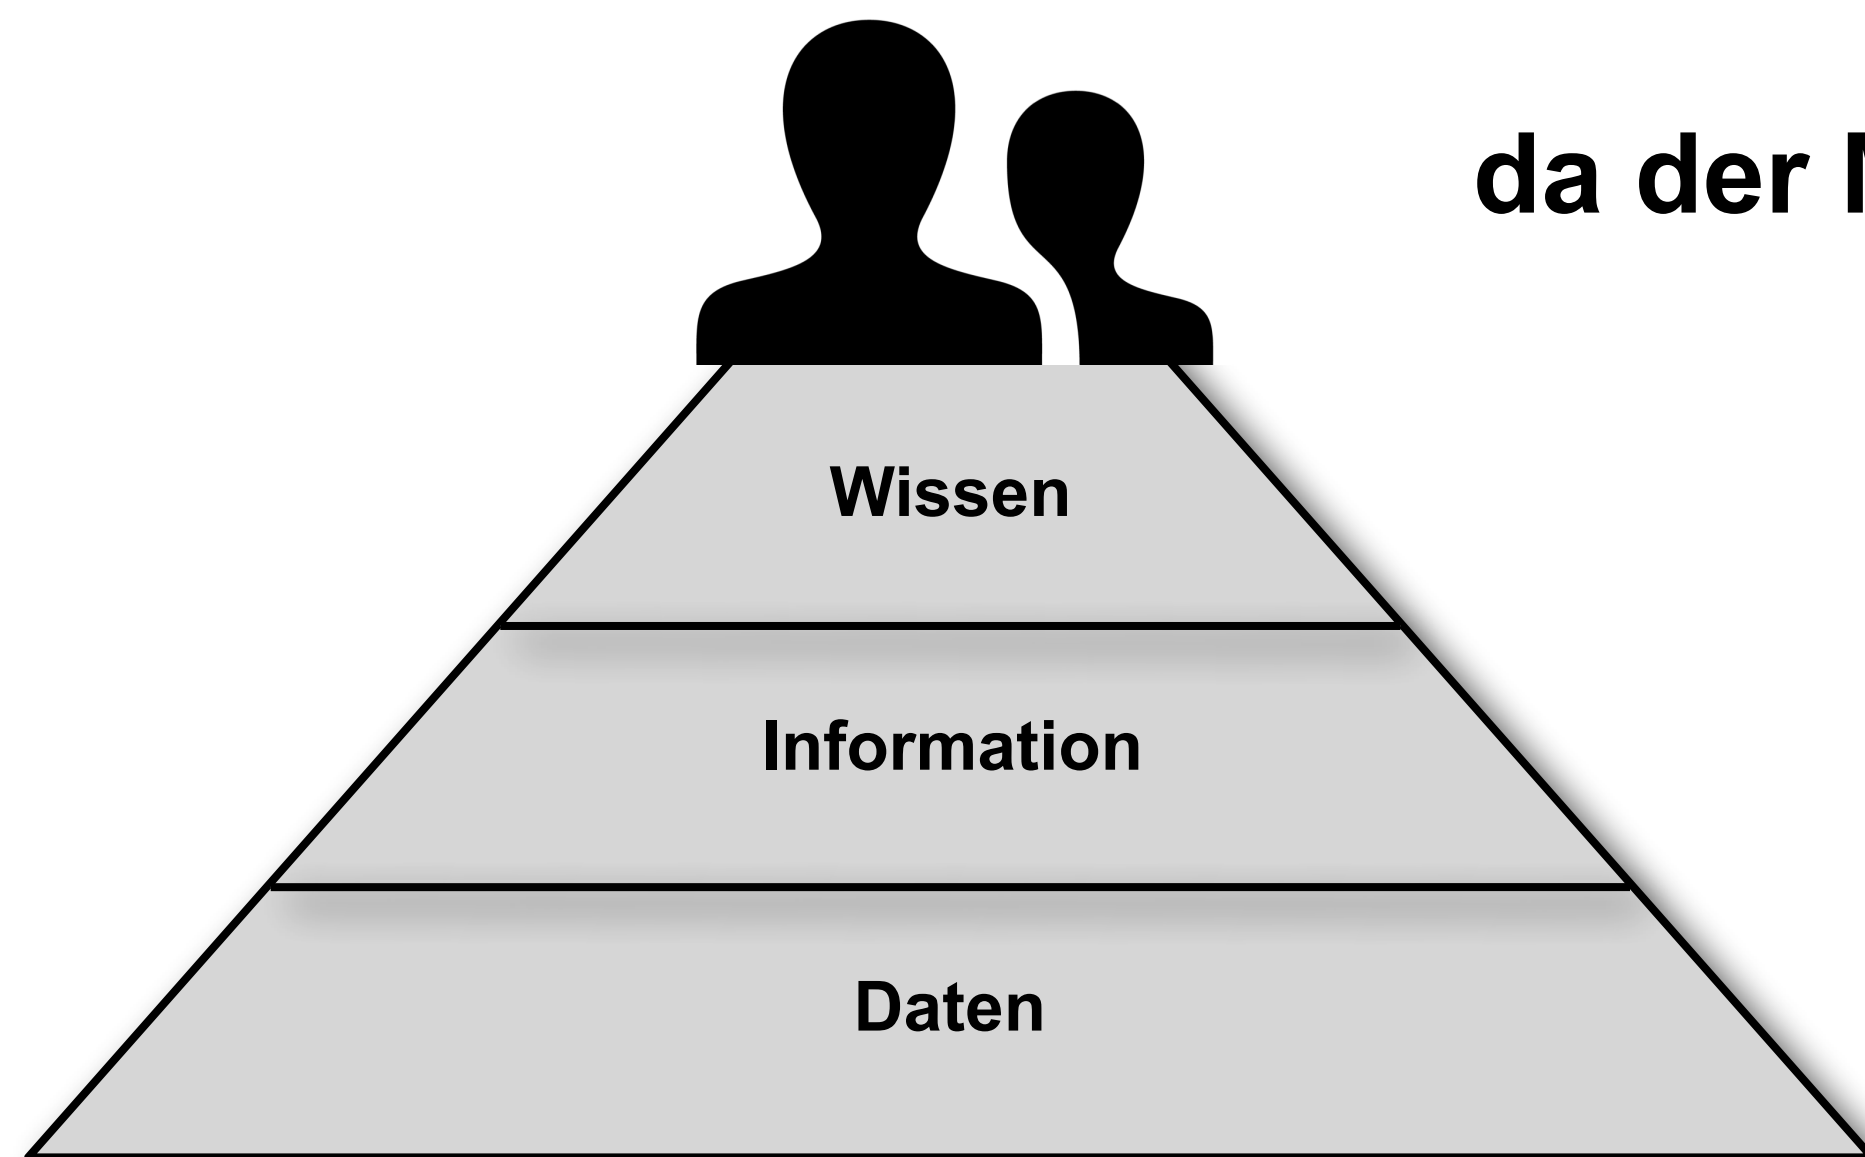 da der
Wissen
Information
Daten